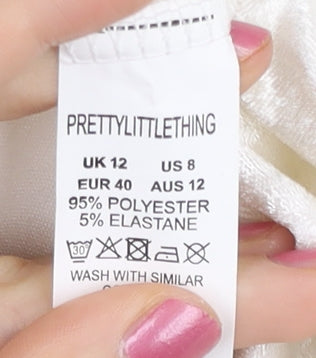 PRETTYLITTLETHING
UK 12 US 8
EUR 40 AUS 12
95% POLYESTER
5% ELASTANE
30
WASH WITH SIMILAR